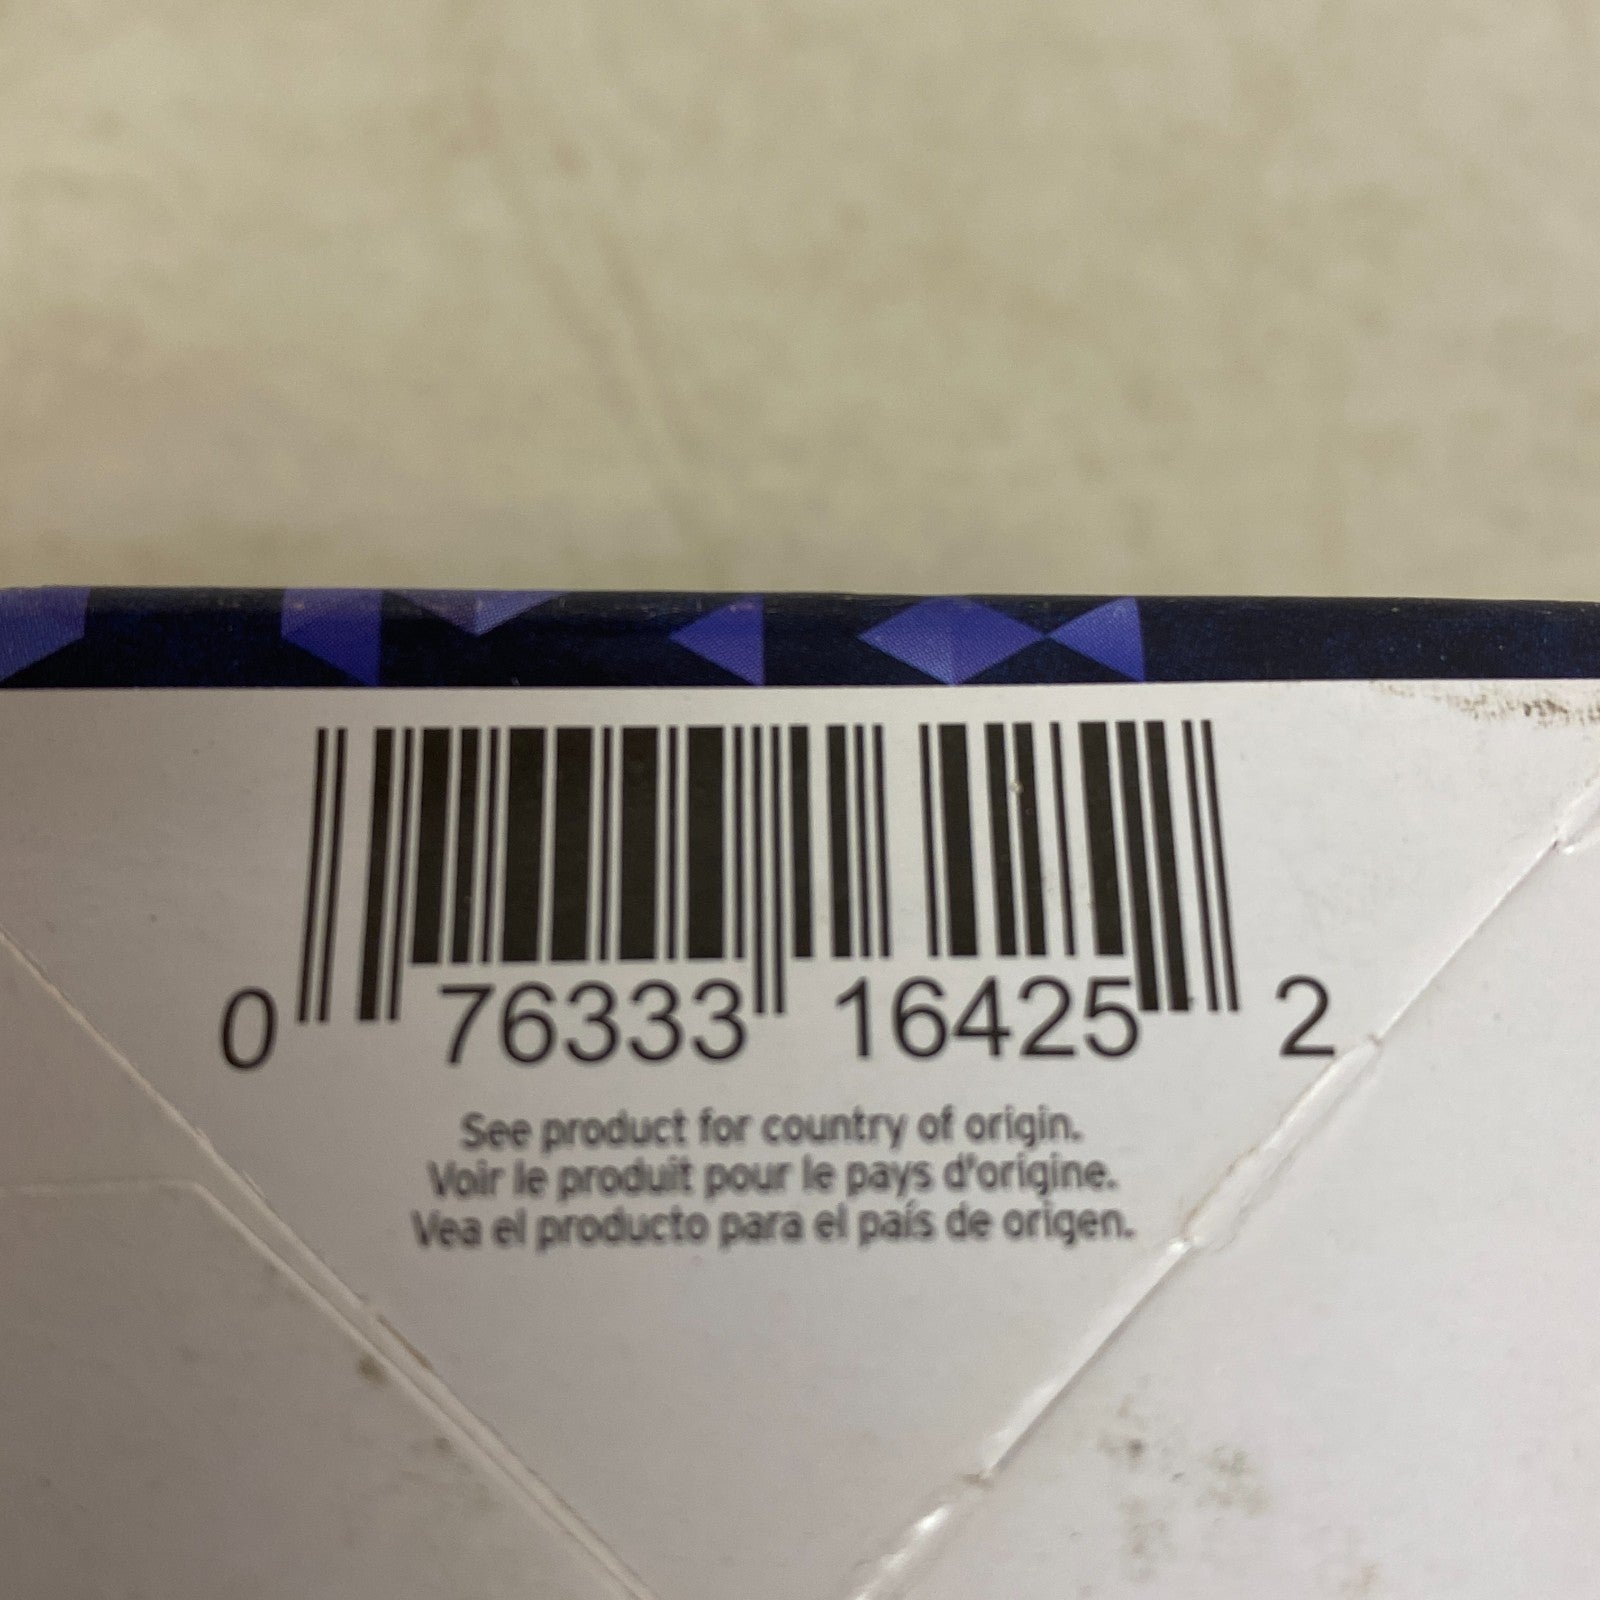 0 76333 16425 2
See product for country of origin.
Voir le produit pour le pays d'origine.
Vea el producto para el país de origen.